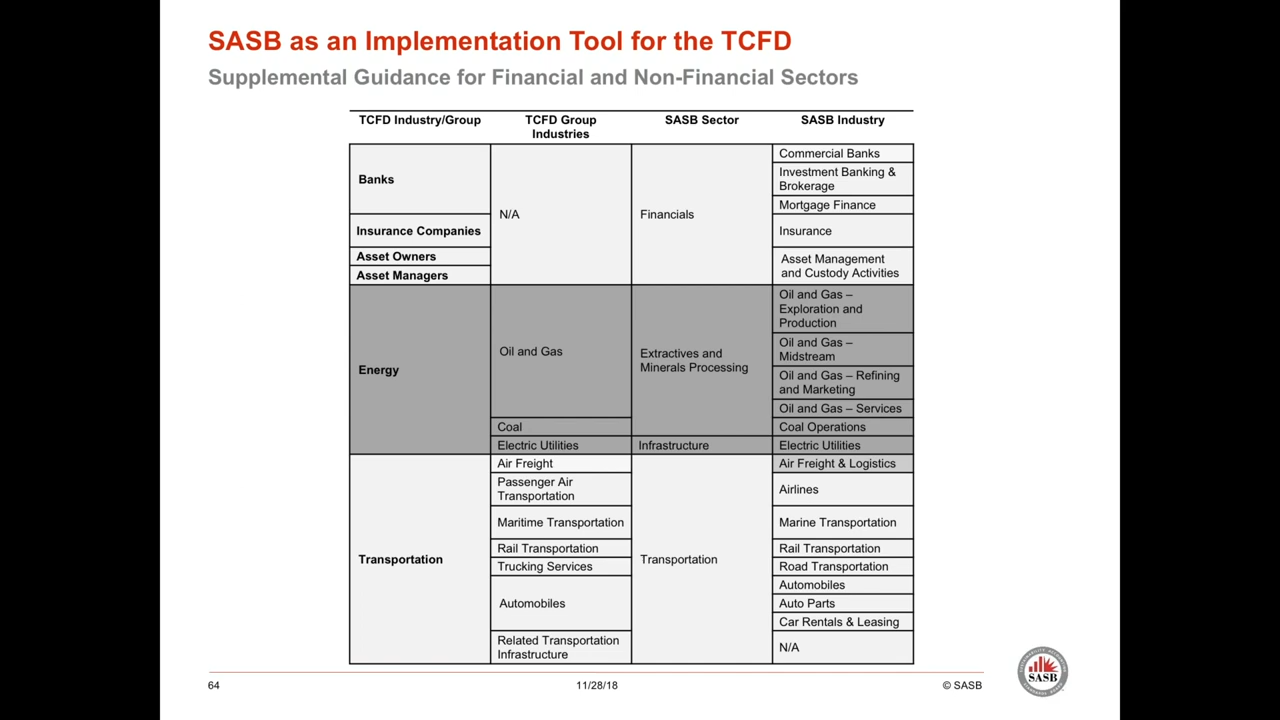 SASB as an Implementation Tool for the TCFD
Supplemental Guidance for Financial and Non-Financial Sectors
TCFD Industry/Group
TCFD Group
Industries
SASB Sector
SASB Industry
Banks
N/A
Financials
Commercial Banks
Investment Banking &
Brokerage
Mortgage Finance
Insurance Companies
Insurance
Asset Owners
Asset Managers
Asset Management
and Custody Activities
Energy
Oil and Gas
Extractives and
Minerals Processing
Oil and Gas –
Exploration and
Production
Oil and Gas –
Midstream
Oil and Gas – Refining
and Marketing
Oil and Gas – Services
Coal
Coal Operations
Electric Utilities
Infrastructure
Electric Utilities
Transportation
Air Freight
Transportation
Air Freight & Logistics
Passenger Air
Transportation
Airlines
Maritime Transportation
Marine Transportation
Rail Transportation
Rail Transportation
Trucking Services
Road Transportation
Automobiles
Automobiles
Auto Parts
Car Rentals & Leasing
Related Transportation
Infrastructure
N/A
64
11/28/18
© SASB
SASB